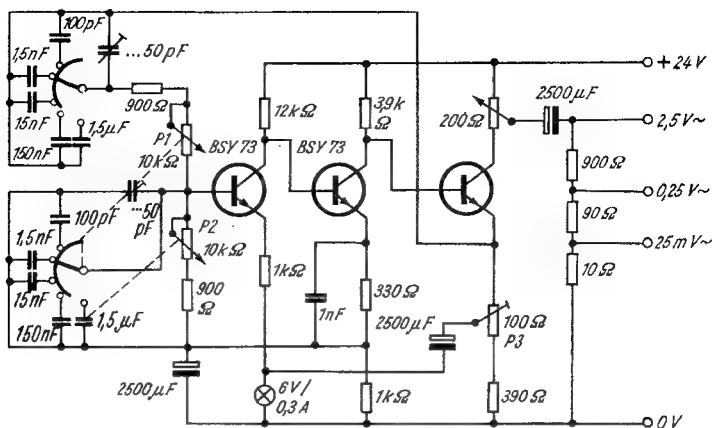 100pF
...50pF
1,5nF
15nF
150nF
1,5µF
900Ω
P1
10kΩ
BSY 73
12kΩ
BSY 73
3,9k
Ω
200Ω
2500µF
+ 24V
2,5V~
900Ω
0,25V~
90Ω
25mV~
10Ω
100pF
...50
pF
1,5nF
15nF
150nF
1,5µF
P2
10kΩ
900
Ω
1kΩ
1nF
330Ω
2500µF
100Ω
P3
2500µF
6V/
0,3A
1kΩ
390Ω
0V